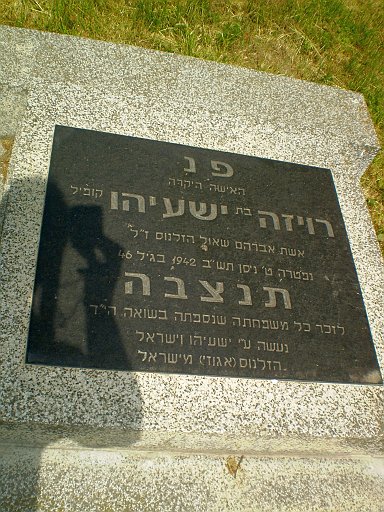 פ נ
האישה היקרה
רויזה בת ישעיהו קופיל
אשת אברהם שאול הזלנוס ז"ל
נפטרה ט' ניסן תש"ב 1942, בגיל 46
תנצבה
לזכר כל משפחתה שנספתה בשואה הי"ד
נעשה ע"י ישעיהו וישראל
הזלנוס (אגוזי) מישראל